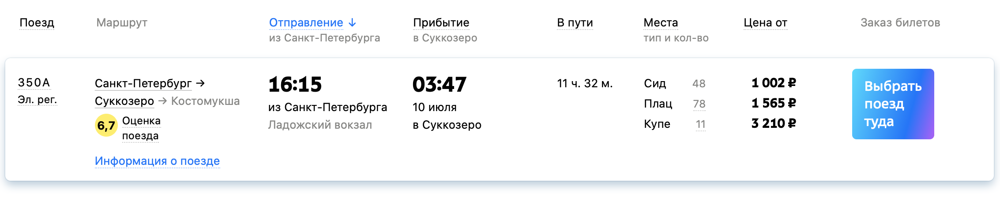 Поезд
Маршрут
Отправление ↓
из Санкт-Петербурга
Прибытие
в Суккозеро
В пути
Места
тип и кол-во
Цена от
Заказ билетов
350А
Эл. рег.
Санкт-Петербург →
Суккозеро → Костомукша
6,7
Оценка
поезда
Информация о поезде
16:15
из Санкт-Петербурга
Ладожский вокзал
03:47
10 июля
в Суккозеро
11 ч. 32 м.
Сид 48 1 002 ₽
Плац 78 1 565 ₽
Купе 11 3 210 ₽
Выбрать
поезд
туда